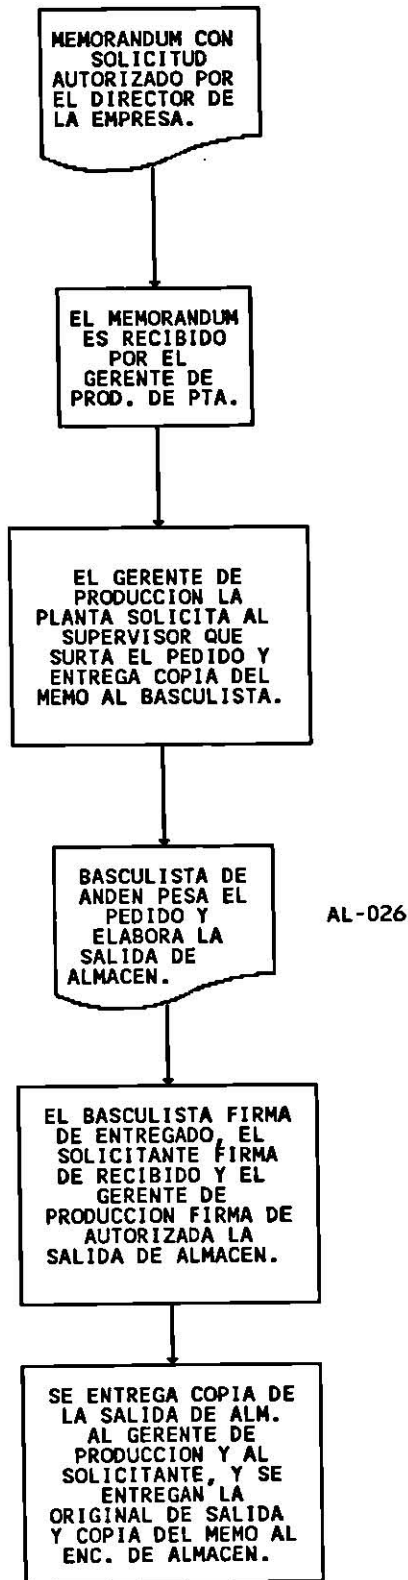 MEMORANDUM CON
SOLICITUD
AUTORIZADO POR
EL DIRECTOR DE
LA EMPRESA.
EL MEMORANDUM
ES RECIBIDO
POR EL
GERENTE DE
PROD. DE PTA.
EL GERENTE DE
PRODUCCION LA
PLANTA SOLICITA AL
SUPERVISOR QUE
SURTA EL PEDIDO Y
ENTREGA COPIA DEL
MEMO AL BASCULISTA.
BASCULISTA DE
ANDEN PESA EL
PEDIDO Y
ELABORA LA
SALIDA DE
ALMACEN.
AL-026
EL BASCULISTA FIRMA
DE ENTREGADO, EL
SOLICITANTE FIRMA
DE RECIBIDO Y EL
GERENTE DE
PRODUCCION FIRMA DE
AUTORIZADA LA
SALIDA DE ALMACEN.
SE ENTREGA COPIA DE
LA SALIDA DE ALM.
AL GERENTE DE
PRODUCCION Y AL
SOLICITANTE, Y SE
ENTREGAN LA
ORIGINAL DE SALIDA
Y COPIA DEL MEMO AL
ENC. DE ALMACEN.